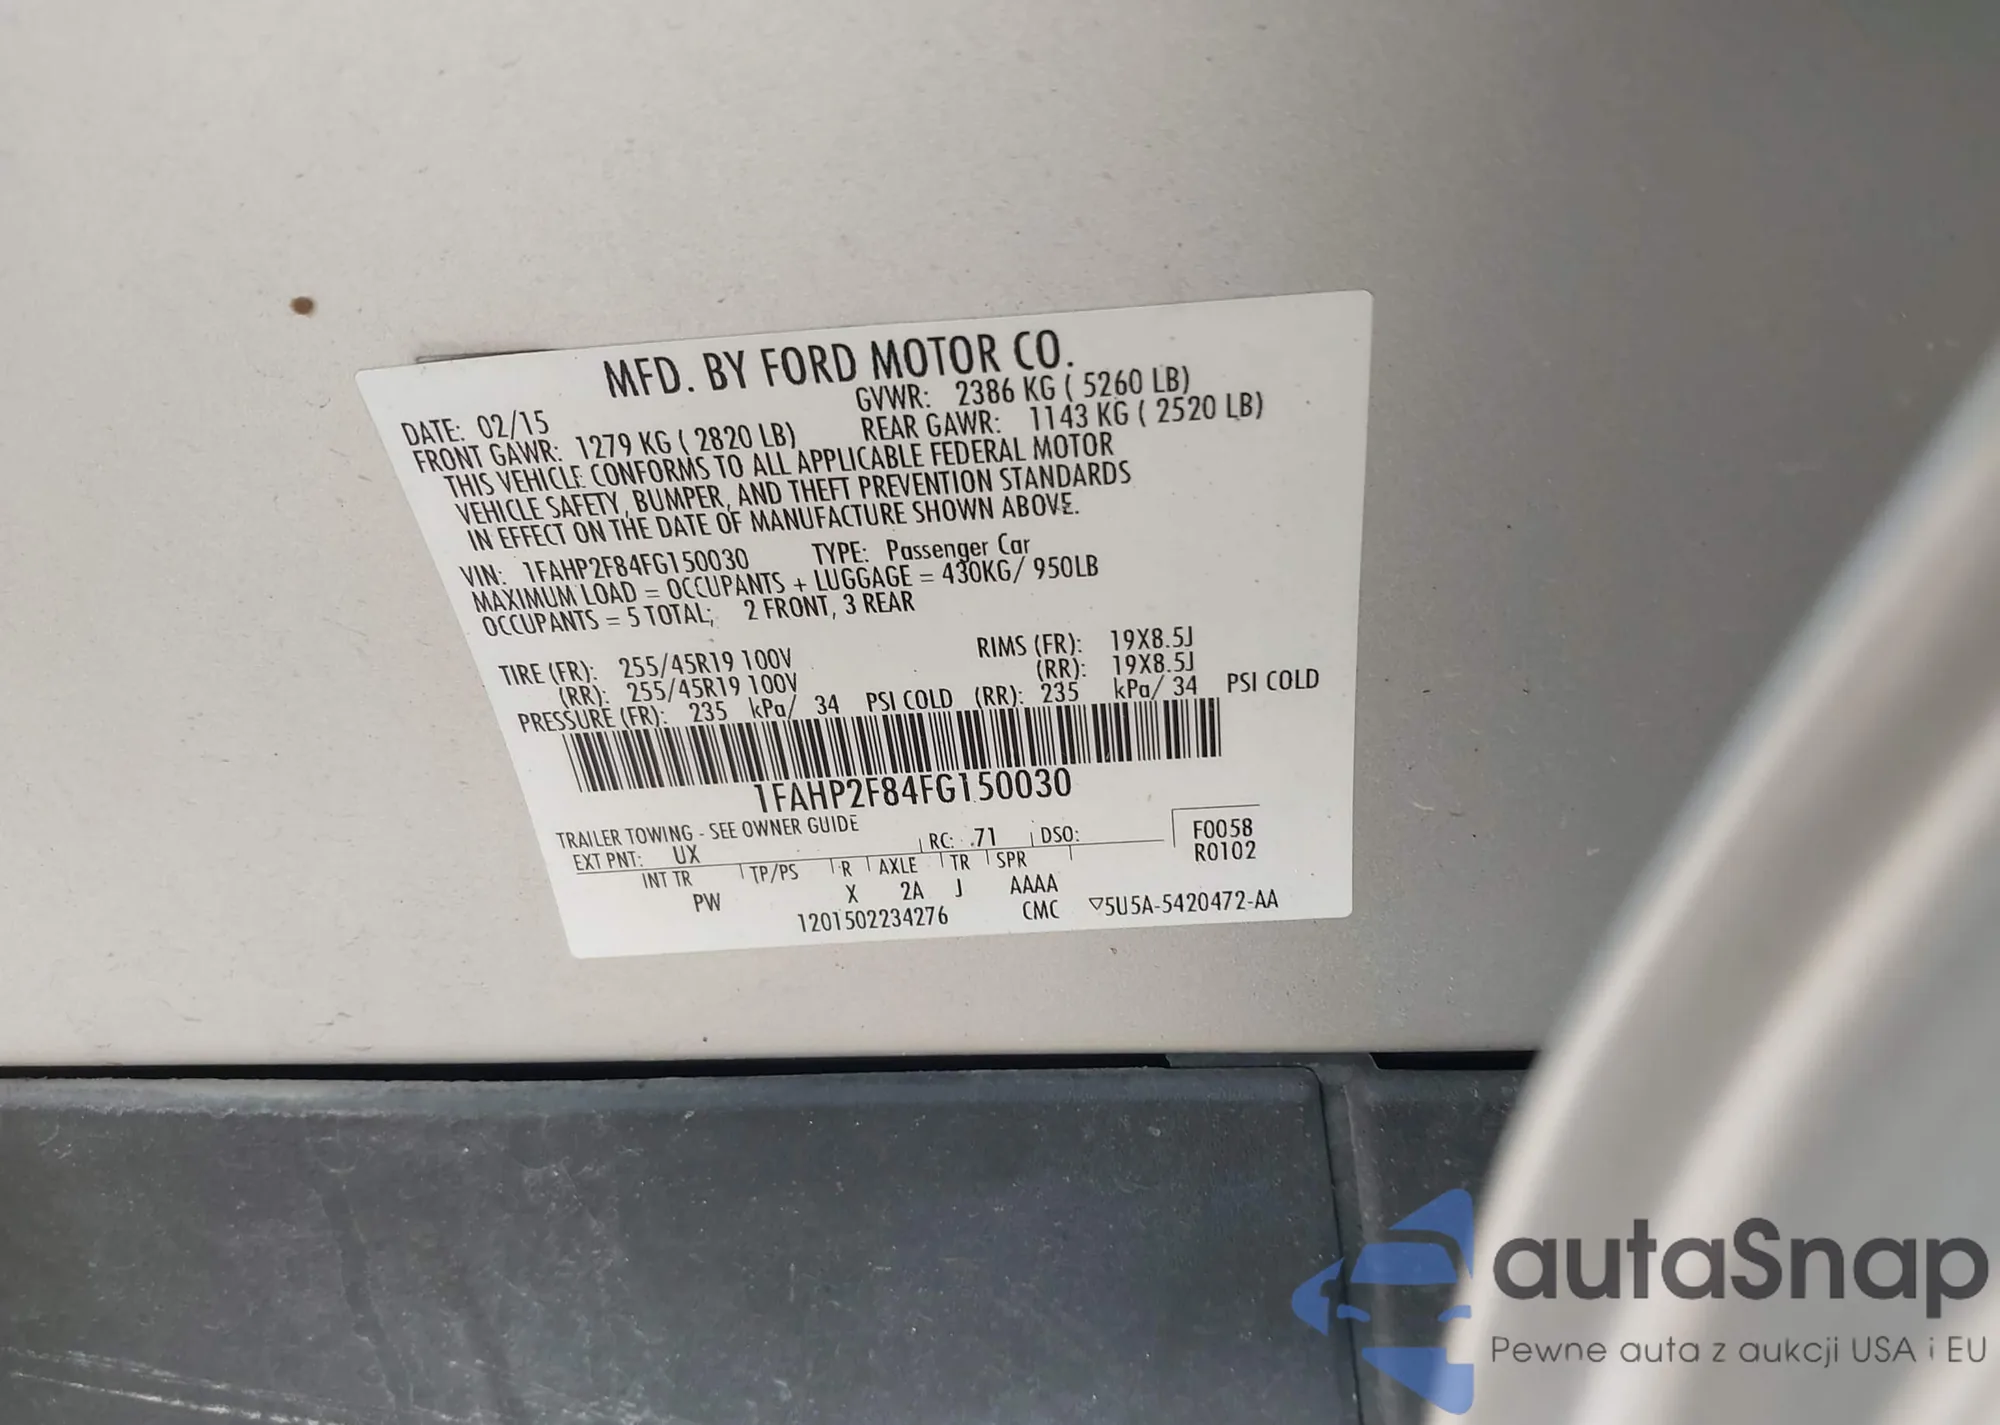 MFD. BY FORD MOTOR CO.
DATE: 02/15 GVWR: 2386 KG ( 5260 LB)
FRONT GAWR: 1279 KG ( 2820 LB) REAR GAWR: 1143 KG ( 2520 LB)
THIS VEHICLE CONFORMS TO ALL APPLICABLE FEDERAL MOTOR
VEHICLE SAFETY, BUMPER, AND THEFT PREVENTION STANDARDS
IN EFFECT ON THE DATE OF MANUFACTURE SHOWN ABOVE.
VIN: 1FAHP2F84FG150030 TYPE: Passenger Car
MAXIMUM LOAD = OCCUPANTS + LUGGAGE = 430KG/ 950LB
OCCUPANTS = 5 TOTAL; 2 FRONT, 3 REAR
TIRE (FR): 255/45R19 100V RIMS (FR): 19X8.5J
(RR): 255/45R19 100V (RR): 19X8.5J
PRESSURE (FR): 235 kPa/ 34 PSI COLD (RR): 235 kPa/ 34 PSI COLD
1FAHP2F84FG150030
TRAILER TOWING - SEE OWNER GUIDE
EXT PNT: UX RC: .71 DSO: F0058
INT TR TP/PS R AXLE TR SPR R0102
PW X 2A J AAAA
1201502234276 CMC ▽5U5A-5420472-AA
autaSnap
Pewne auta z aukcji USA i EU